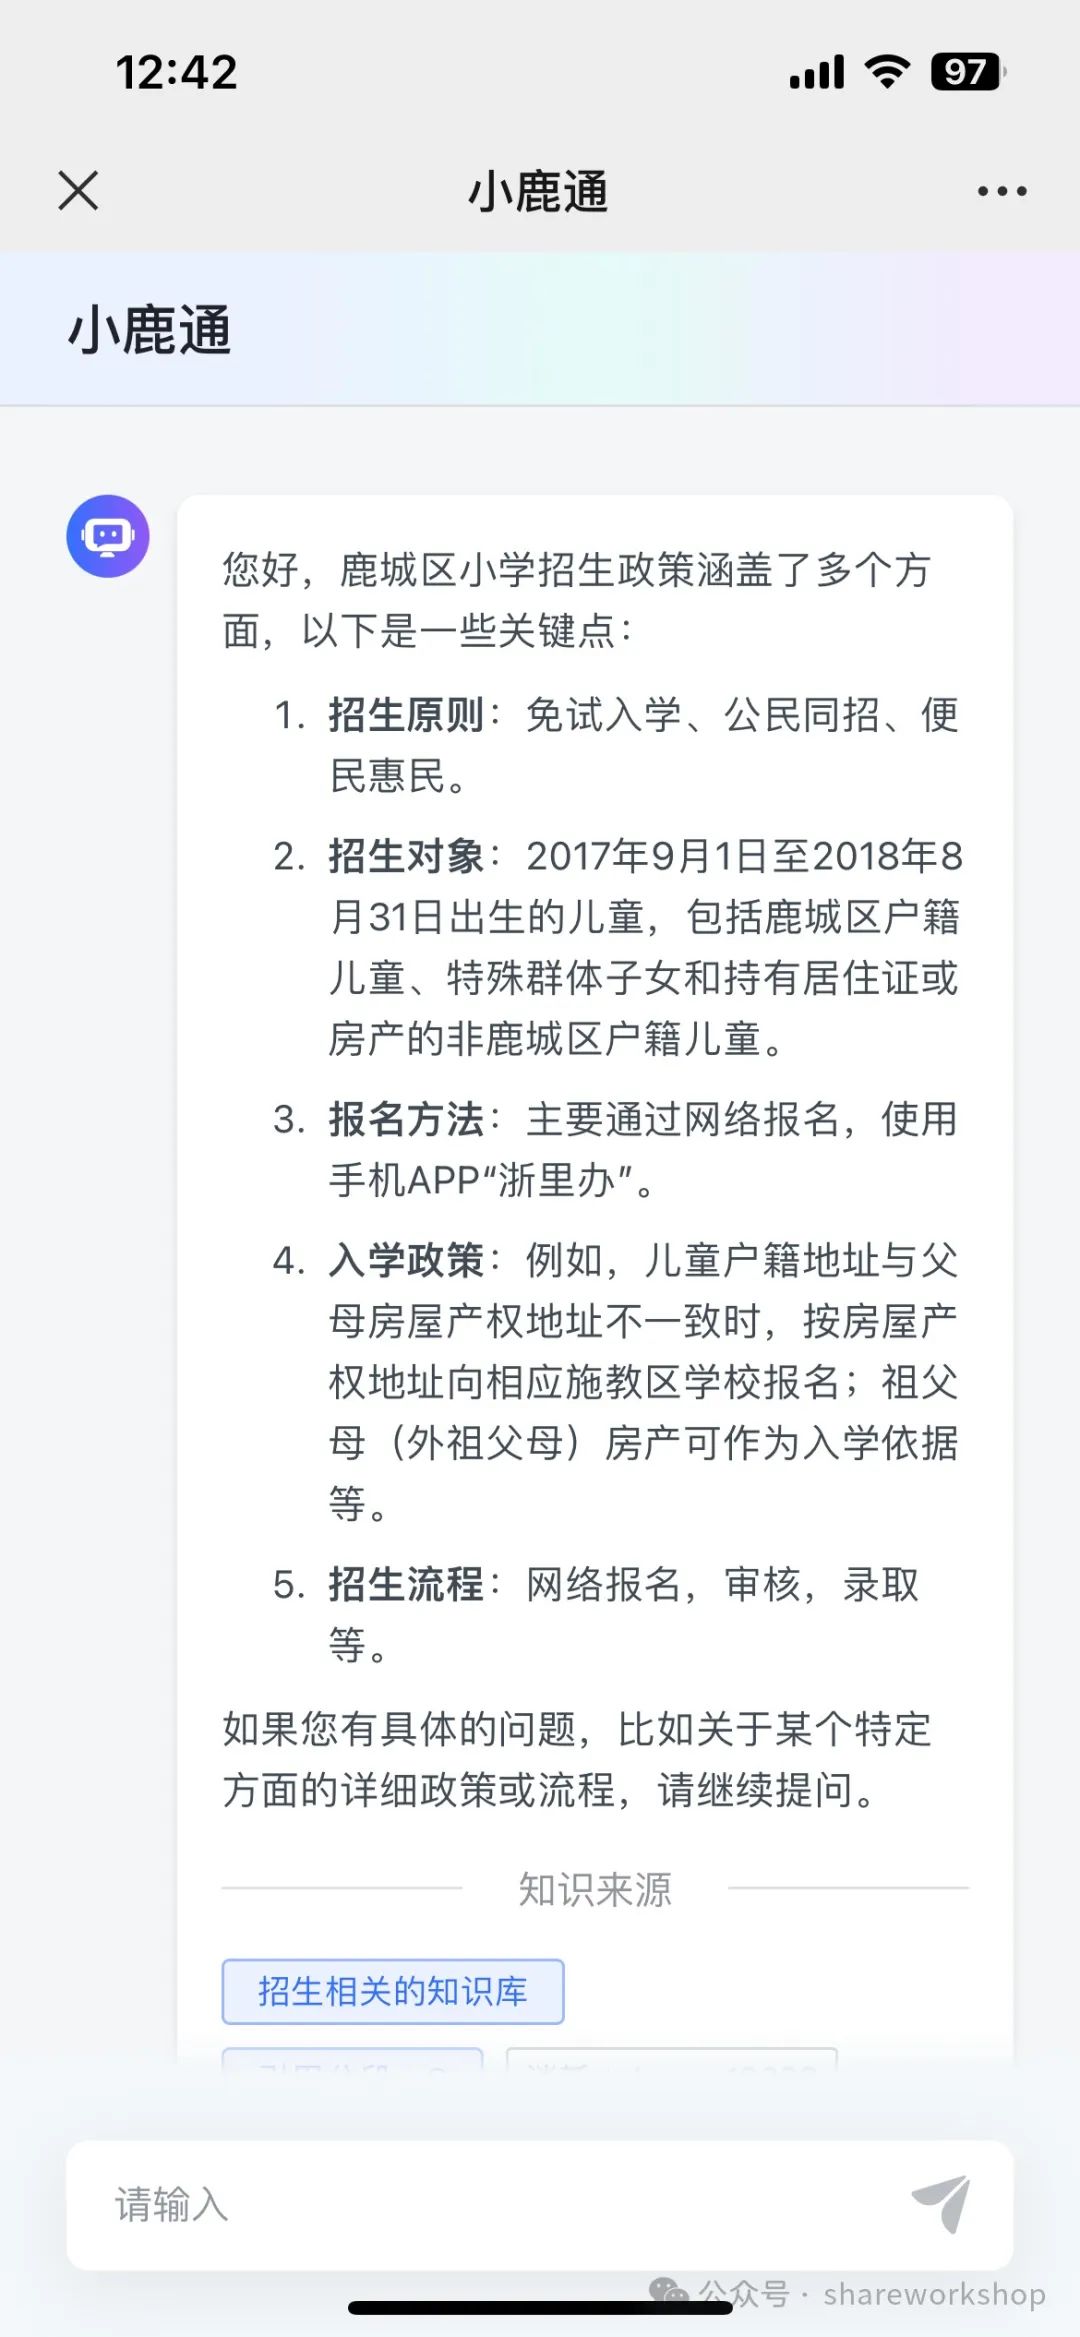 12:42
97
小鹿通
小鹿通
您好，鹿城区小学招生政策涵盖了多个方
面，以下是一些关键点：
1. 招生原则：免试入学、公民同招、便
民惠民。
2. 招生对象：2017年9月1日至2018年8
月31日出生的儿童，包括鹿城区户籍
儿童、特殊群体子女和持有居住证或
房产的非鹿城区户籍儿童。
3. 报名方法：主要通过网络报名，使用
手机APP“浙里办”。
4. 入学政策：例如，儿童户籍地址与父
母房屋产权地址不一致时，按房屋产
权地址向相应施教区学校报名；祖父
母（外祖父母）房产可作为入学依据
等。
5. 招生流程：网络报名，审核，录取
等。
如果您有具体的问题，比如关于某个特定
方面的详细政策或流程，请继续提问。
知识来源
招生相关的知识库
请输入
公众号 · shareworkshop